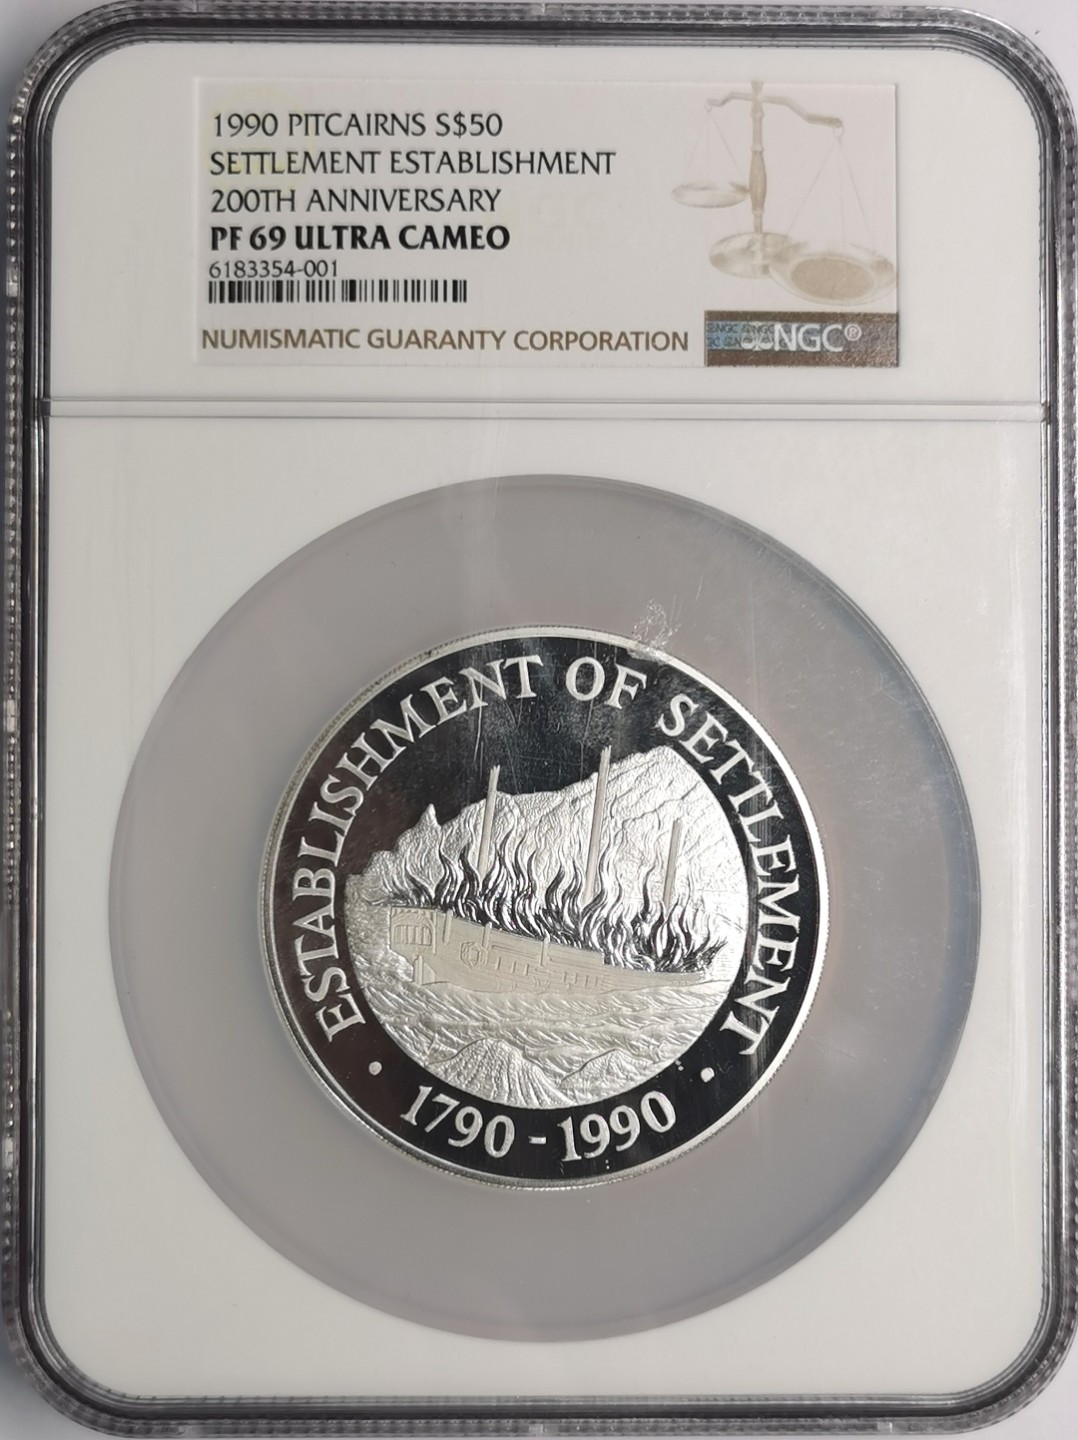 1990 PITCAIRNS S$50
SETTLEMENT ESTABLISHMENT
200TH ANNIVERSARY
PF 69 ULTRA CAMEO
6183354-001
NUMISMATIC GUARANTY CORPORATION
NGC®
ESTABLISHMENT OF SETTLEMENT
• 1790 - 1990 •